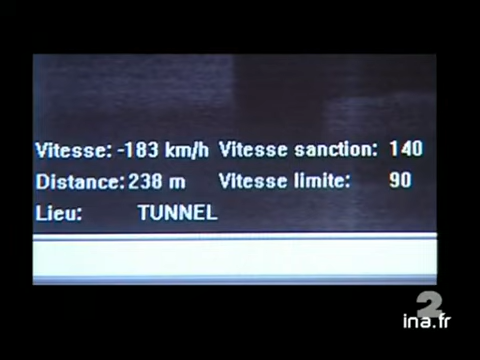 Vitesse: -183 km/h Vitesse sanction: 140
Distance: 238 m Vitesse limite: 90
Lieu: TUNNEL
2
ina.fr